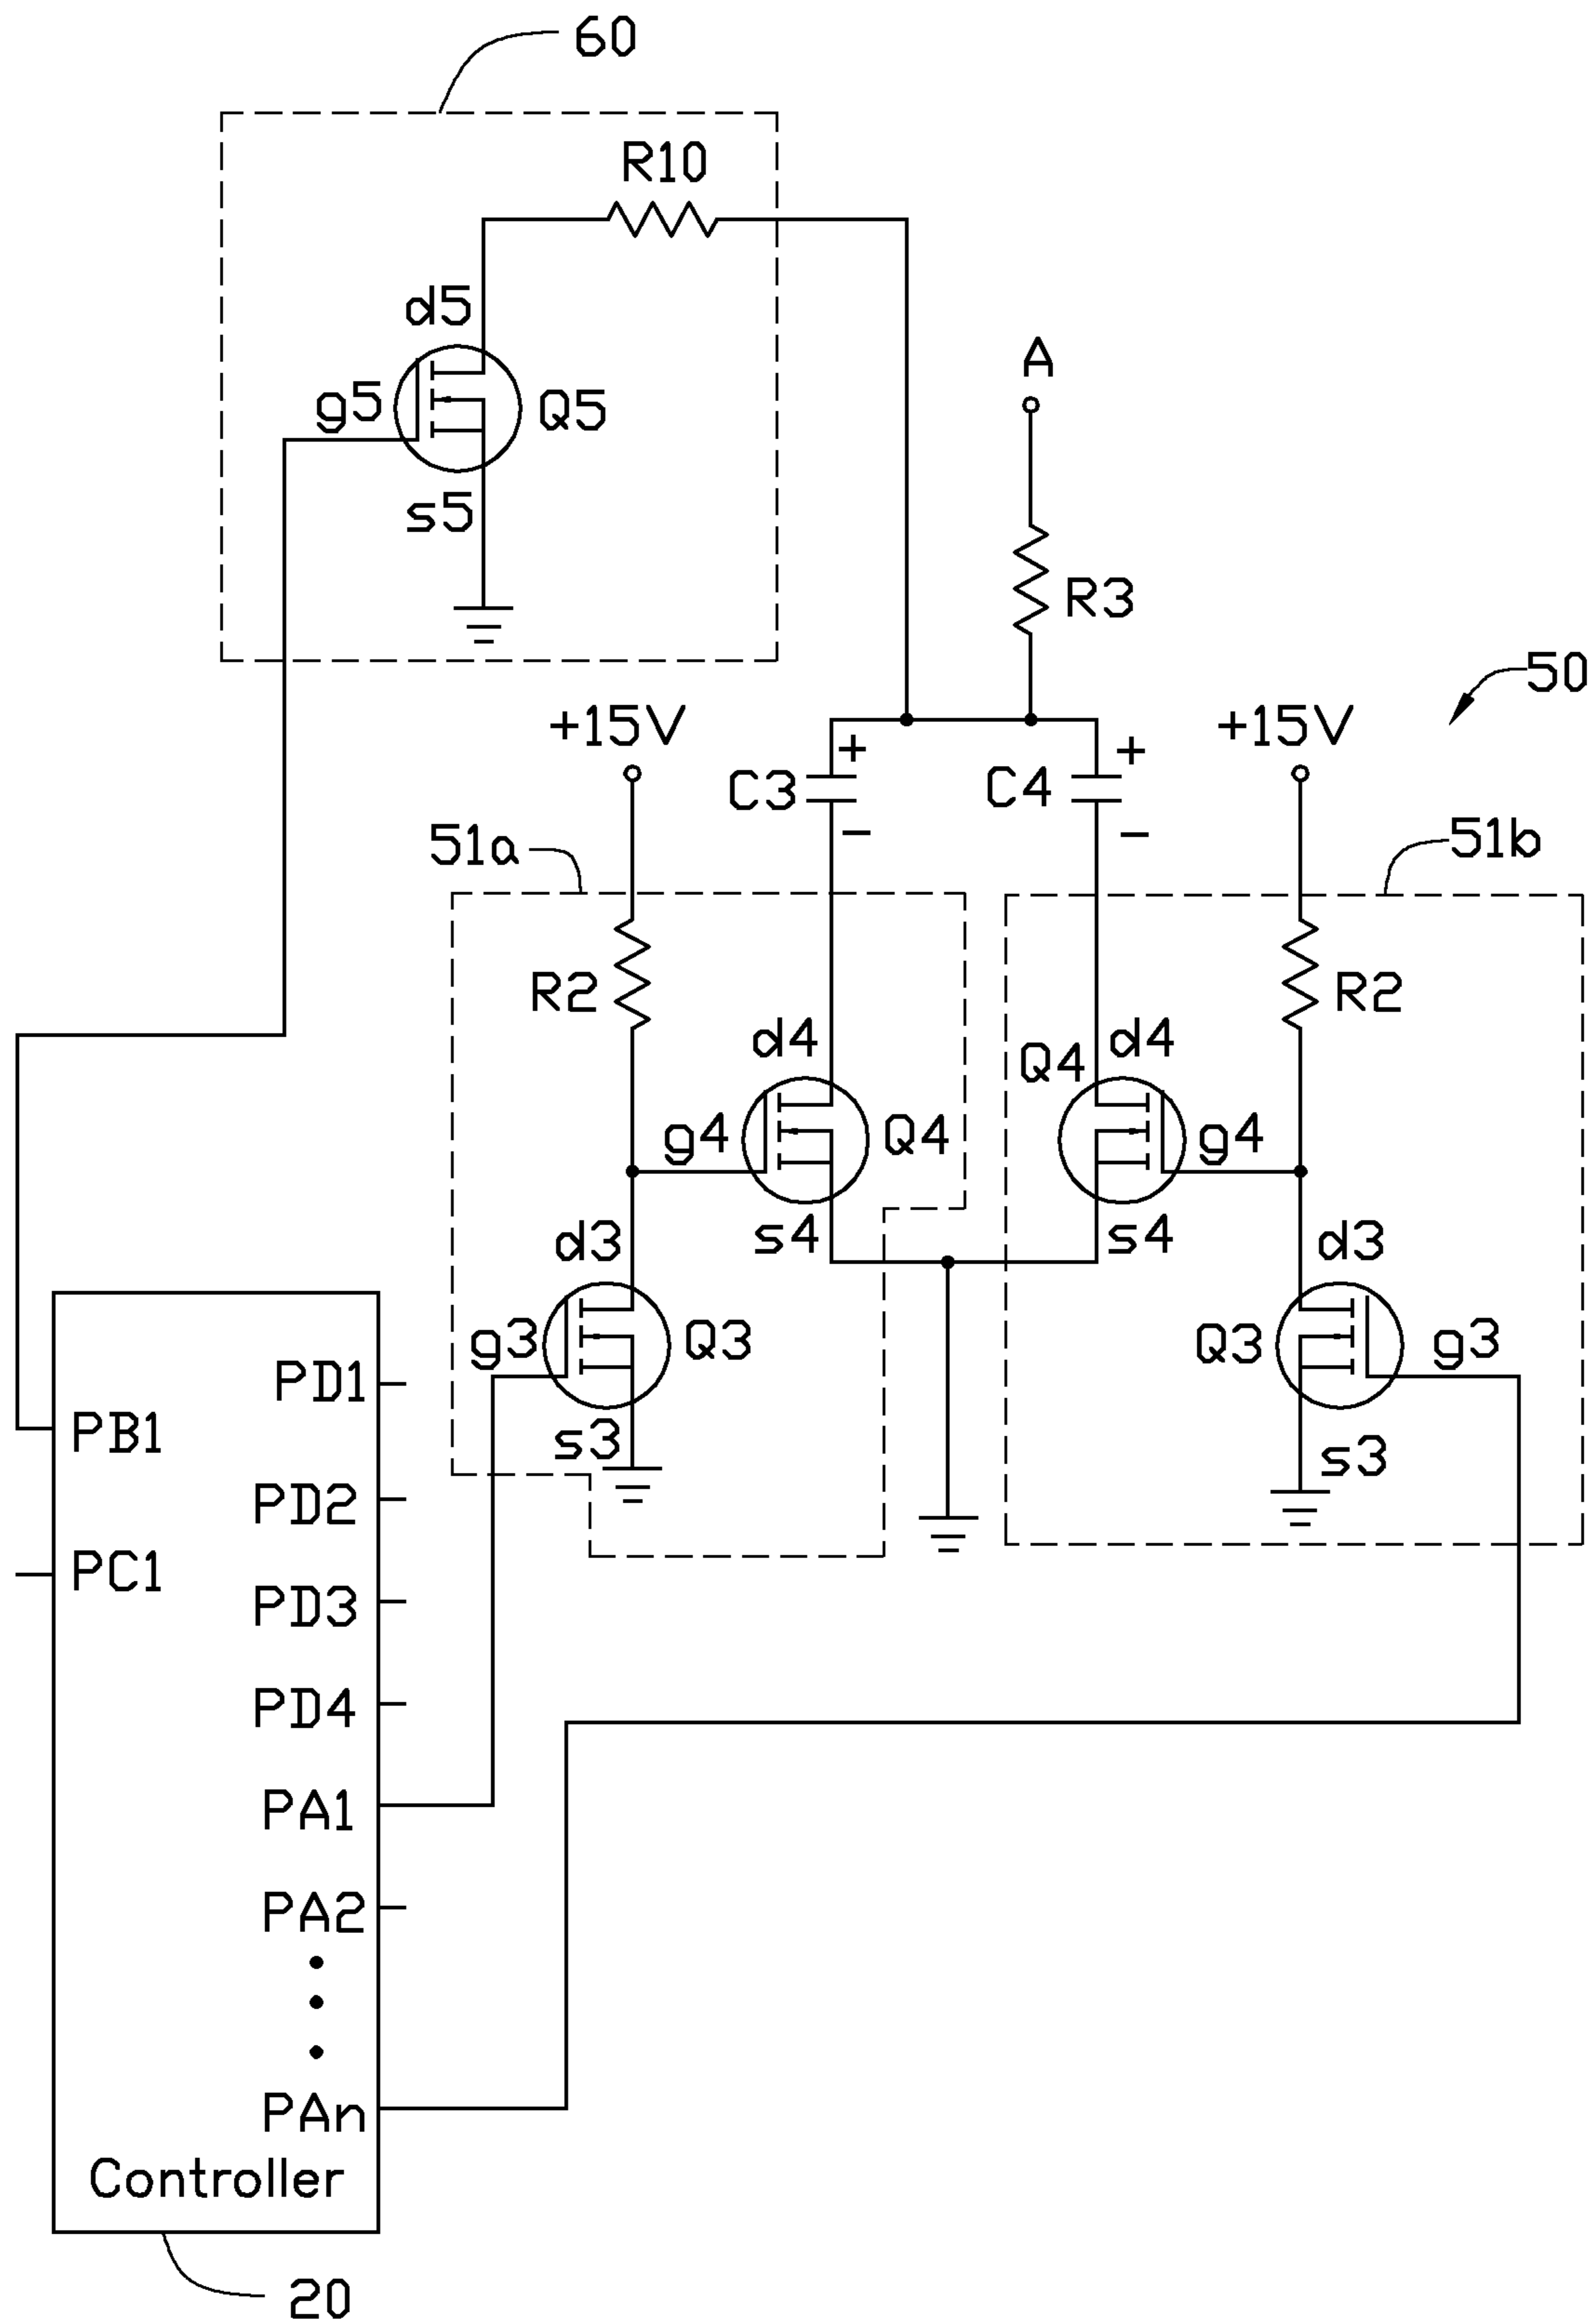 60
R10
d5
g5
Q5
s5
A
R3
50
+15V
+15V
+
+
C3
C4
-
-
51a
51b
R2
R2
d4
Q4
d4
g4
Q4
g4
s4
s4
d3
d3
g3
Q3
Q3
g3
s3
s3
PD1
PB1
PD2
PC1
PD3
PD4
PA1
PA2
PAn
Controller
20